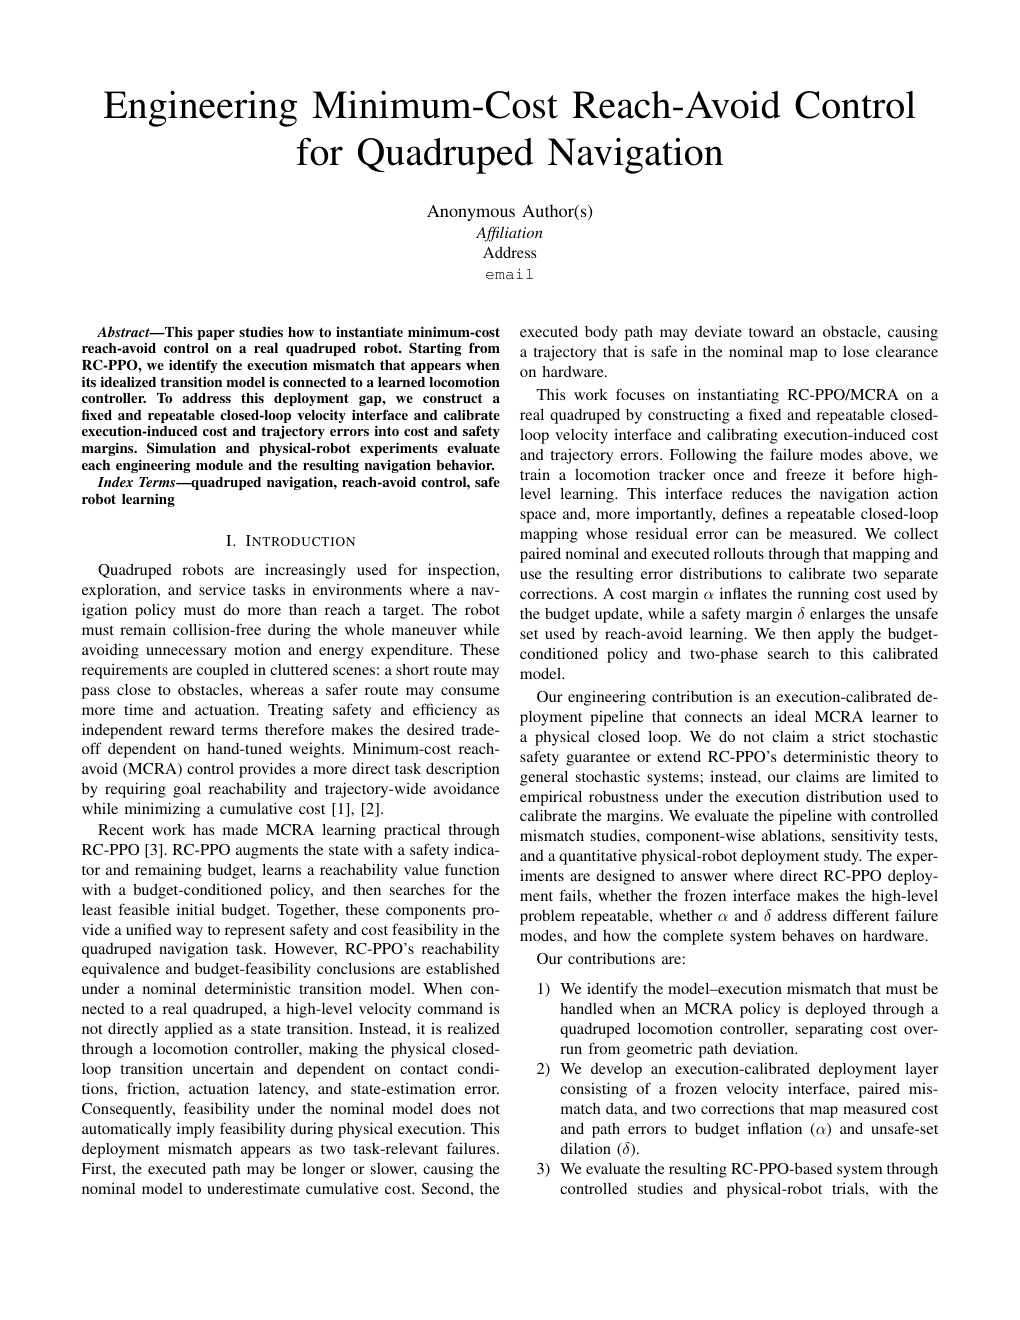 Engineering Minimum-Cost Reach-Avoid Control
for Quadruped Navigation
Anonymous Author(s)
Affiliation
Address
email
Abstract—This paper studies how to instantiate minimum-cost
reach-avoid control on a real quadruped robot. Starting from
RC-PPO, we identify the execution mismatch that appears when
its idealized transition model is connected to a learned locomotion
controller. To address this deployment gap, we construct a
fixed and repeatable closed-loop velocity interface and calibrate
execution-induced cost and trajectory errors into cost and safety
margins. Simulation and physical-robot experiments evaluate
each engineering module and the resulting navigation behavior.
Index Terms—quadruped navigation, reach-avoid control, safe
robot learning
I. INTRODUCTION
Quadruped robots are increasingly used for inspection,
exploration, and service tasks in environments where a nav-
igation policy must do more than reach a target. The robot
must remain collision-free during the whole maneuver while
avoiding unnecessary motion and energy expenditure. These
requirements are coupled in cluttered scenes: a short route may
pass close to obstacles, whereas a safer route may consume
more time and actuation. Treating safety and efficiency as
independent reward terms therefore makes the desired trade-
off dependent on hand-tuned weights. Minimum-cost reach-
avoid (MCRA) control provides a more direct task description
by requiring goal reachability and trajectory-wide avoidance
while minimizing a cumulative cost [1], [2].
Recent work has made MCRA learning practical through
RC-PPO [3]. RC-PPO augments the state with a safety indica-
tor and remaining budget, learns a reachability value function
with a budget-conditioned policy, and then searches for the
least feasible initial budget. Together, these components pro-
vide a unified way to represent safety and cost feasibility in the
quadruped navigation task. However, RC-PPO's reachability
equivalence and budget-feasibility conclusions are established
under a nominal deterministic transition model. When con-
nected to a real quadruped, a high-level velocity command is
not directly applied as a state transition. Instead, it is realized
through a locomotion controller, making the physical closed-
loop transition uncertain and dependent on contact condi-
tions, friction, actuation latency, and state-estimation error.
Consequently, feasibility under the nominal model does not
automatically imply feasibility during physical execution. This
deployment mismatch appears as two task-relevant failures.
First, the executed path may be longer or slower, causing the
nominal model to underestimate cumulative cost. Second, the
executed body path may deviate toward an obstacle, causing
a trajectory that is safe in the nominal map to lose clearance
on hardware.
This work focuses on instantiating RC-PPO/MCRA on a
real quadruped by constructing a fixed and repeatable closed-
loop velocity interface and calibrating execution-induced cost
and trajectory errors. Following the failure modes above, we
train a locomotion tracker once and freeze it before high-
level learning. This interface reduces the navigation action
space and, more importantly, defines a repeatable closed-loop
mapping whose residual error can be measured. We collect
paired nominal and executed rollouts through that mapping and
use the resulting error distributions to calibrate two separate
corrections. A cost margin α inflates the running cost used by
the budget update, while a safety margin δ enlarges the unsafe
set used by reach-avoid learning. We then apply the budget-
conditioned policy and two-phase search to this calibrated
model.
Our engineering contribution is an execution-calibrated de-
ployment pipeline that connects an ideal MCRA learner to
a physical closed loop. We do not claim a strict stochastic
safety guarantee or extend RC-PPO's deterministic theory to
general stochastic systems; instead, our claims are limited to
empirical robustness under the execution distribution used to
calibrate the margins. We evaluate the pipeline with controlled
mismatch studies, component-wise ablations, sensitivity tests,
and a quantitative physical-robot deployment study. The exper-
iments are designed to answer where direct RC-PPO deploy-
ment fails, whether the frozen interface makes the high-level
problem repeatable, whether α and δ address different failure
modes, and how the complete system behaves on hardware.
Our contributions are:
1) We identify the model–execution mismatch that must be
handled when an MCRA policy is deployed through a
quadruped locomotion controller, separating cost over-
run from geometric path deviation.
2) We develop an execution-calibrated deployment layer
consisting of a frozen velocity interface, paired mis-
match data, and two corrections that map measured cost
and path errors to budget inflation (α) and unsafe-set
dilation (δ).
3) We evaluate the resulting RC-PPO-based system through
controlled studies and physical-robot trials, with the